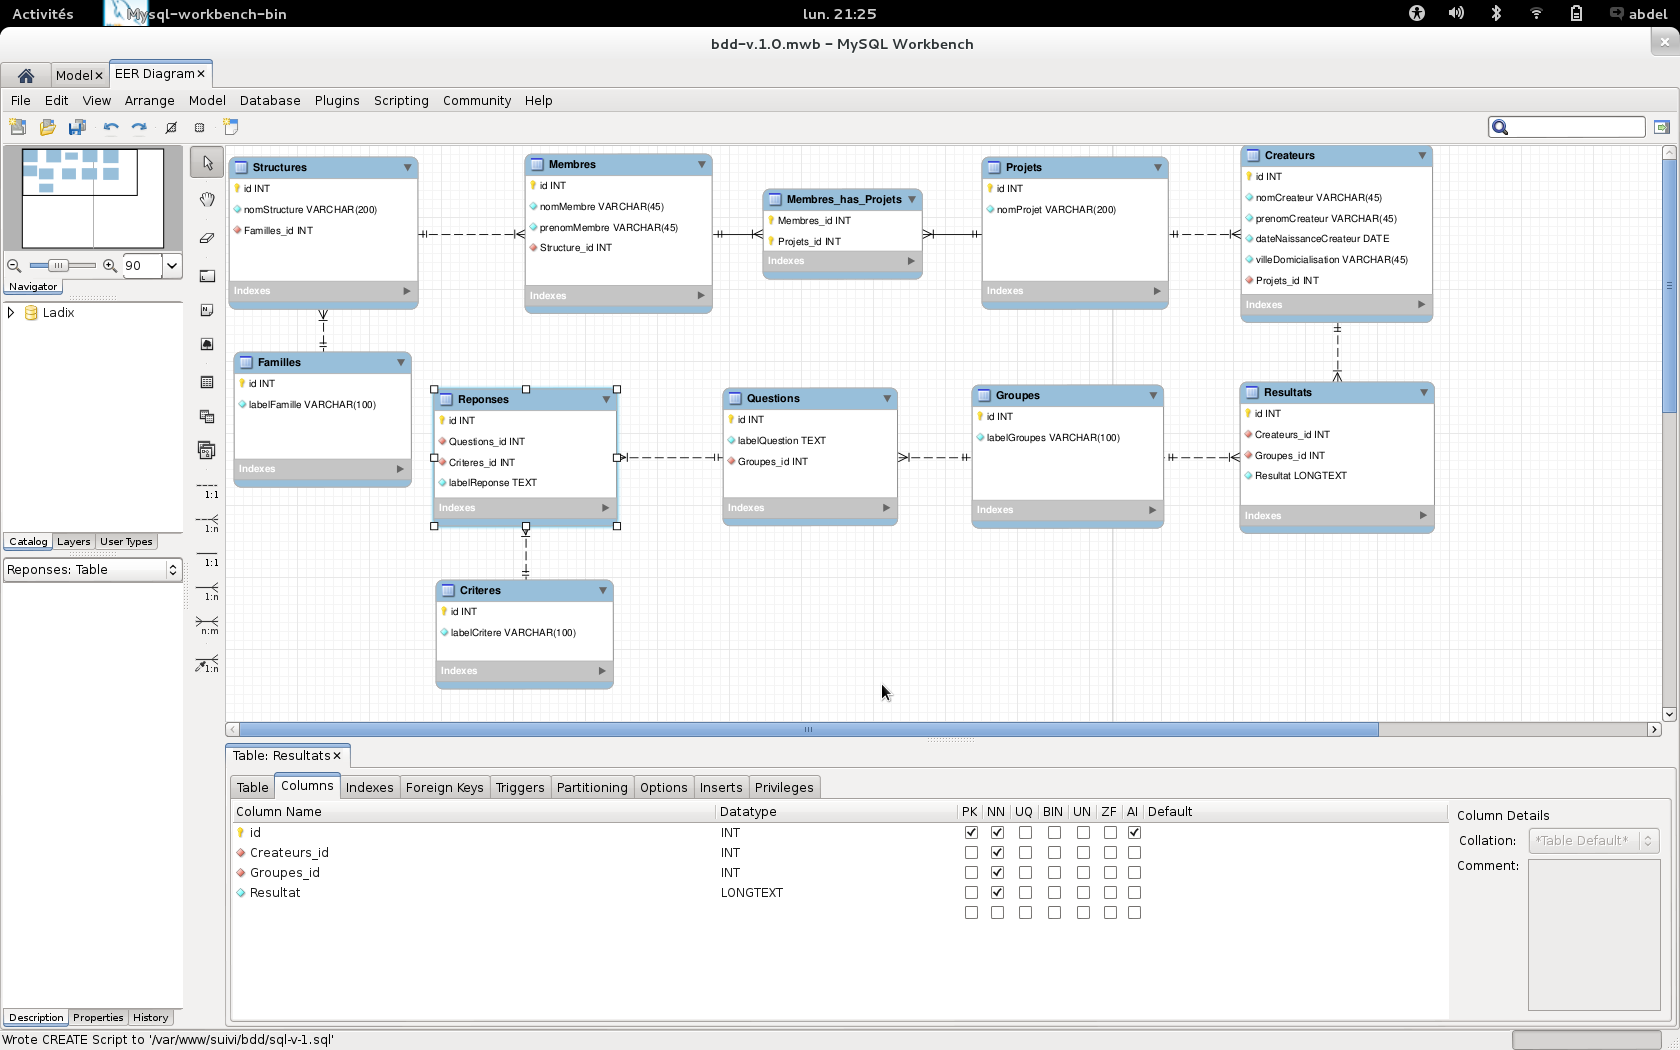 Activités
Mysql-workbench-bin
lun. 21:25
abdel
bdd-v.1.0.mwb - MySQL Workbench
Model
EER Diagram
File Edit View Arrange Model Database Plugins Scripting Community Help
90
Navigator
Ladix
Catalog Layers User Types
Reponses: Table
Description Properties History
1:1
1:n
1:1
1:n
n:m
1:n
Structures
id INT
nomStructure VARCHAR(200)
Familles_id INT
Indexes
Membres
id INT
nomMembre VARCHAR(45)
prenomMembre VARCHAR(45)
Structure_id INT
Indexes
Membres_has_Projets
Membres_id INT
Projets_id INT
Indexes
Projets
id INT
nomProjet VARCHAR(200)
Indexes
Createurs
id INT
nomCreateur VARCHAR(45)
prenomCreateur VARCHAR(45)
dateNaissanceCreateur DATE
villeDomicialisation VARCHAR(45)
Projets_id INT
Indexes
Familles
id INT
labelFamille VARCHAR(100)
Indexes
Reponses
id INT
Questions_id INT
Criteres_id INT
labelReponse TEXT
Indexes
Questions
id INT
labelQuestion TEXT
Groupes_id INT
Indexes
Groupes
id INT
labelGroupes VARCHAR(100)
Indexes
Resultats
id INT
Createurs_id INT
Groupes_id INT
Resultat LONGTEXT
Indexes
Criteres
id INT
labelCritere VARCHAR(100)
Indexes
Table: Resultats
Table Columns Indexes Foreign Keys Triggers Partitioning Options Inserts Privileges
Column Name Datatype PK NN UQ BIN UN ZF AI Default
id INT
Createurs_id INT
Groupes_id INT
Resultat LONGTEXT
Column Details
Collation: *Table Default*
Comment:
Wrote CREATE Script to '/var/www/suivi/bdd/sql-v-1.sql'